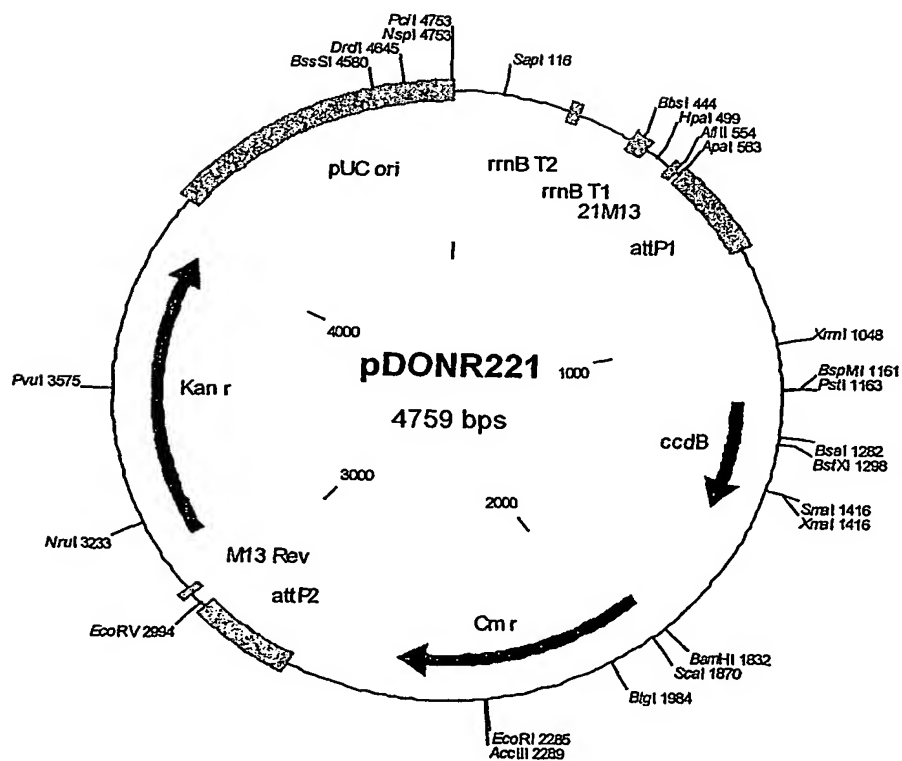 PciI 4753
NspI 4753
DrdI 4645
BssSI 4580
SapI 116
BbsI 444
HpaI 499
AflII 554
ApaI 563
pUC ori
rrnB T2
rrnB T1
21M13
attP1
4000
pDONR221
4759 bps
1000
XmnI 1048
BspMI 1161
PstI 1163
PvuI 3575
Kan r
ccdB
BsaI 1282
BstXI 1298
3000
2000
SmaI 1416
XmaI 1416
NruI 3233
M13 Rev
attP2
EcoRV 2994
Cm r
BamHI 1832
ScaI 1870
BtgI 1984
EcoRI 2285
AccIII 2289